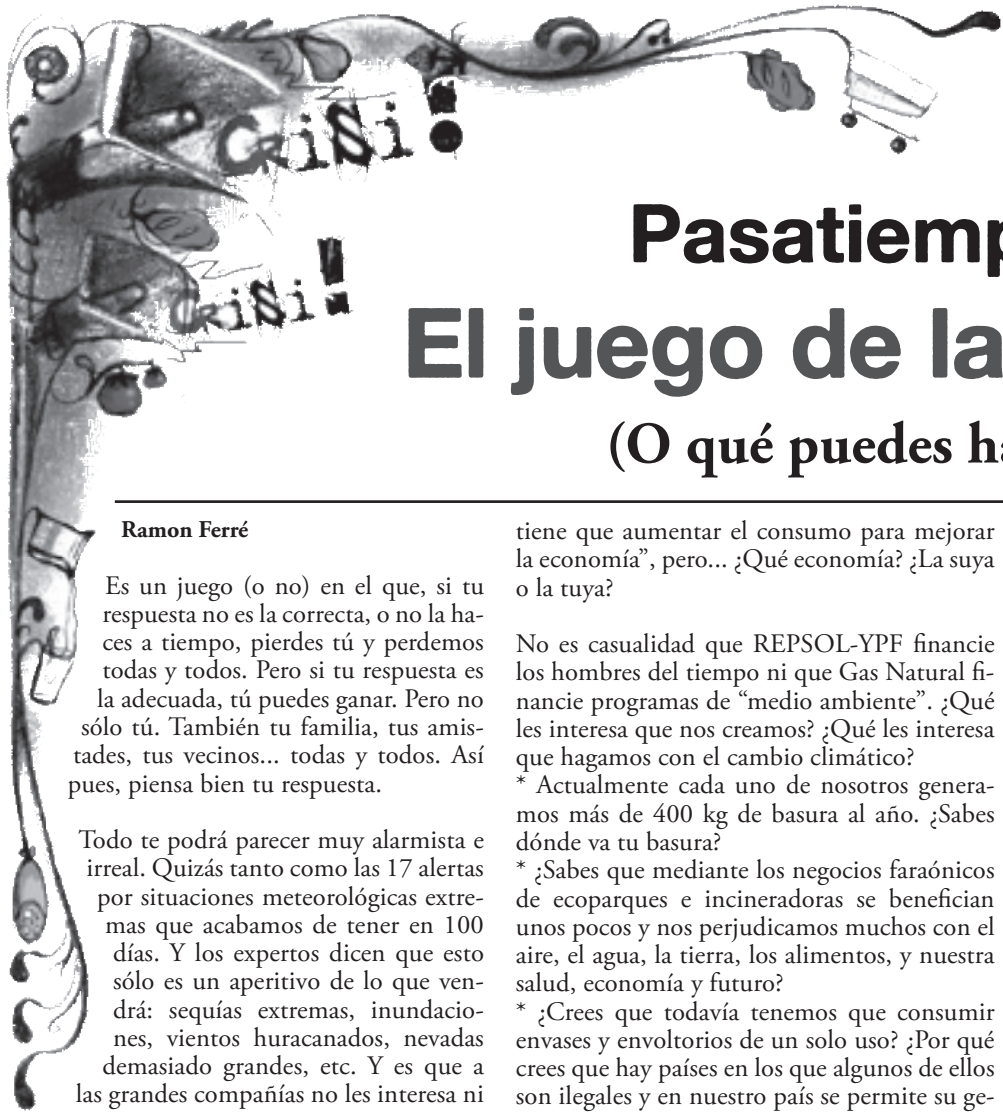 CRiSi!
CRiSi!
Pasatiemp
El juego de la
(O qué puedes ha
Ramon Ferré
Es un juego (o no) en el que, si tu
respuesta no es la correcta, o no la ha-
ces a tiempo, pierdes tú y perdemos
todas y todos. Pero si tu respuesta es
la adecuada, tú puedes ganar. Pero no
sólo tú. También tu familia, tus amis-
tades, tus vecinos... todas y todos. Así
pues, piensa bien tu respuesta.
Todo te podrá parecer muy alarmista e
irreal. Quizás tanto como las 17 alertas
por situaciones meteorológicas extre-
mas que acabamos de tener en 100
días. Y los expertos dicen que esto
sólo es un aperitivo de lo que ven-
drá: sequías extremas, inundacio-
nes, vientos huracanados, nevadas
demasiado grandes, etc. Y es que a
las grandes compañías no les interesa ni
tiene que aumentar el consumo para mejorar
la economía”, pero... ¿Qué economía? ¿La suya
o la tuya?
No es casualidad que REPSOL-YPF financie
los hombres del tiempo ni que Gas Natural fi-
nancie programas de “medio ambiente”. ¿Qué
les interesa que nos creamos? ¿Qué les interesa
que hagamos con el cambio climático?
* Actualmente cada uno de nosotros genera-
mos más de 400 kg de basura al año. ¿Sabes
dónde va tu basura?
* ¿Sabes que mediante los negocios faraónicos
de ecoparques e incineradoras se benefician
unos pocos y nos perjudicamos muchos con el
aire, el agua, la tierra, los alimentos, y nuestra
salud, economía y futuro?
* ¿Crees que todavía tenemos que consumir
envases y envoltorios de un solo uso? ¿Por qué
crees que hay países en los que algunos de ellos
son ilegales y en nuestro país se permite su ge-